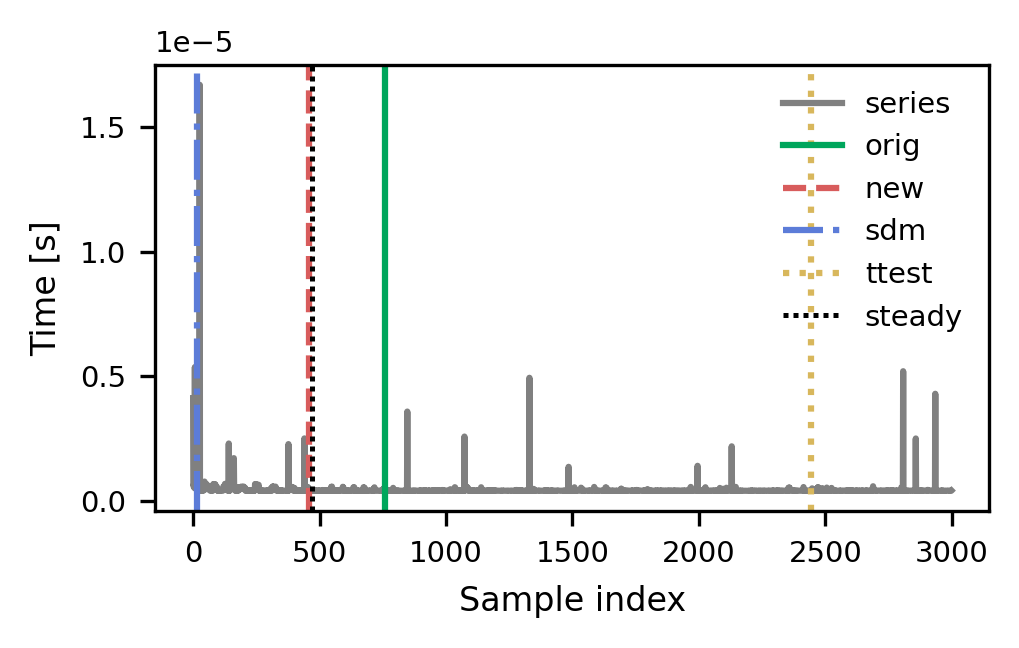 1e−5
1.5
1.0
0.5
0.0
Time [s]
0
500
1000
1500
2000
2500
3000
Sample index
series
orig
new
sdm
ttest
steady